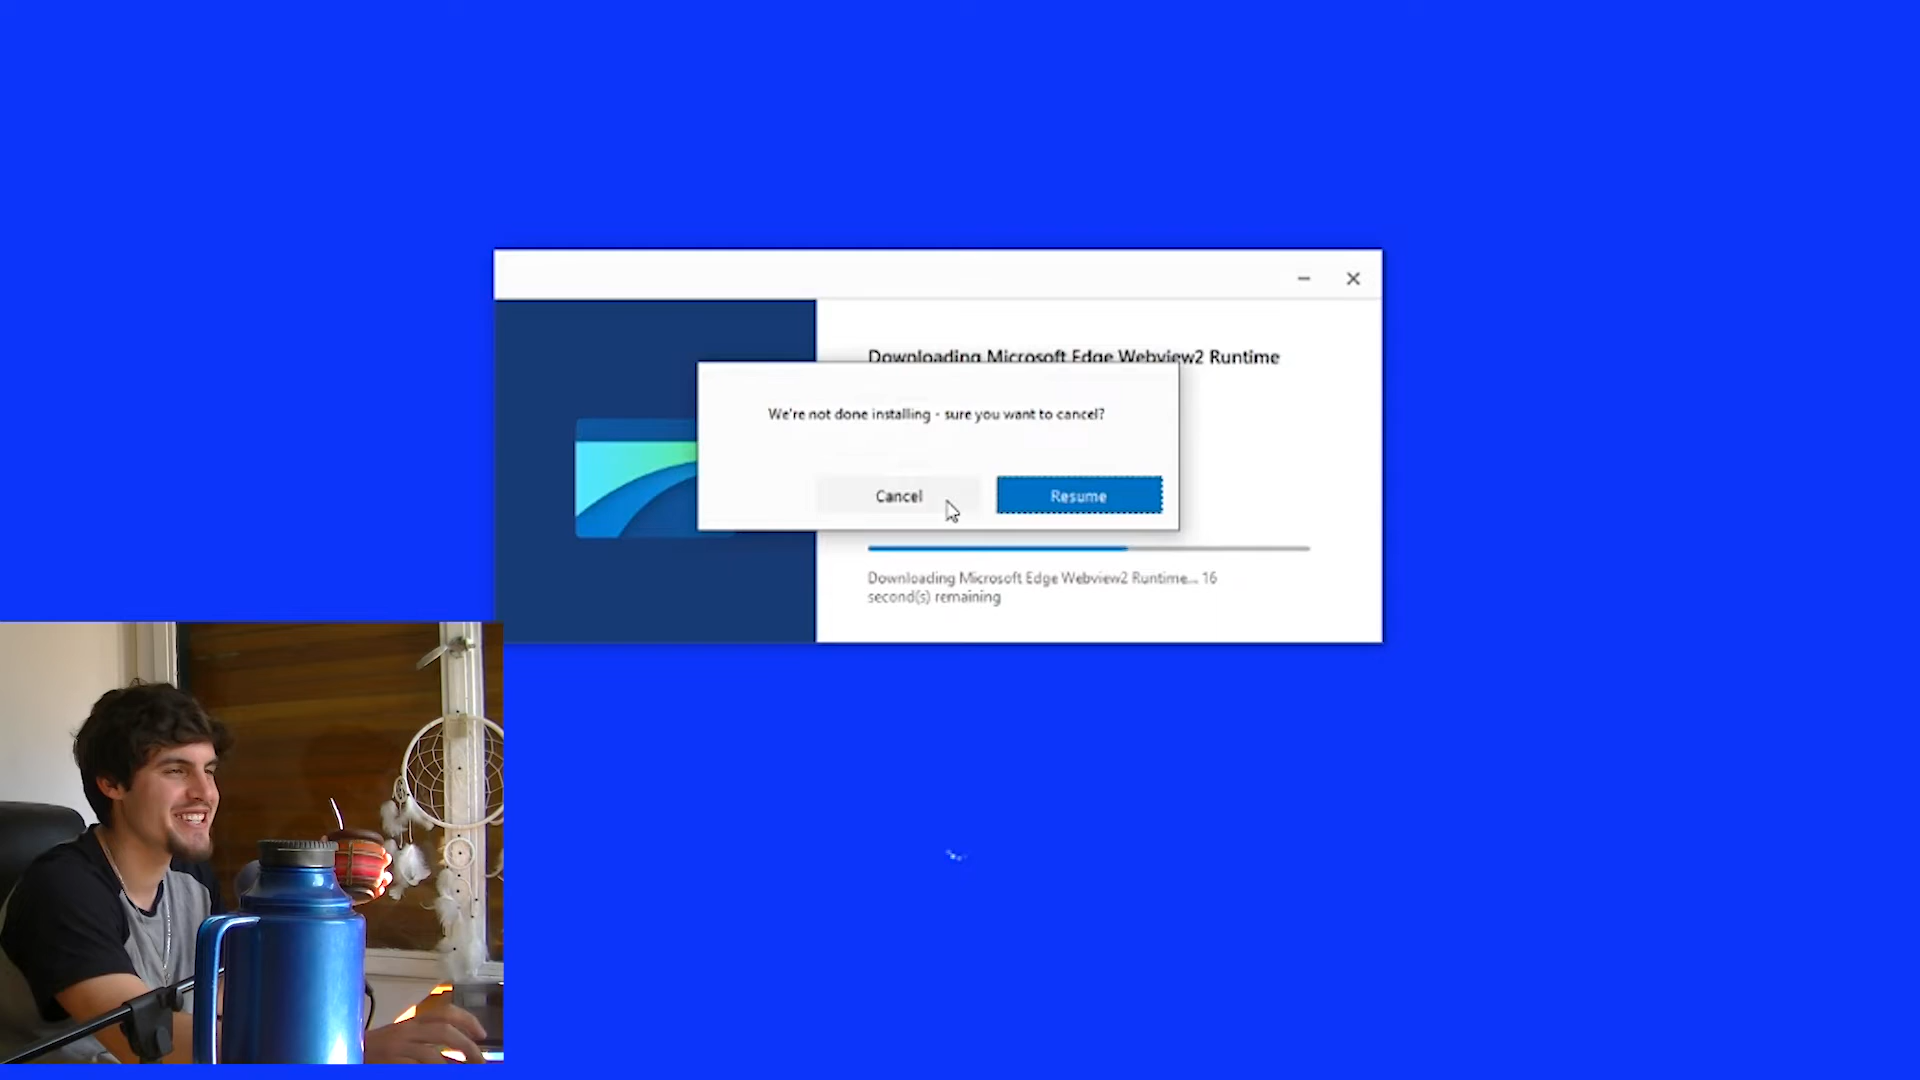 Downloading Microsoft Edge Webview2 Runtime
We're not done installing - sure you want to cancel?
Cancel
Resume
Downloading Microsoft Edge Webview2 Runtime... 16
second(s) remaining